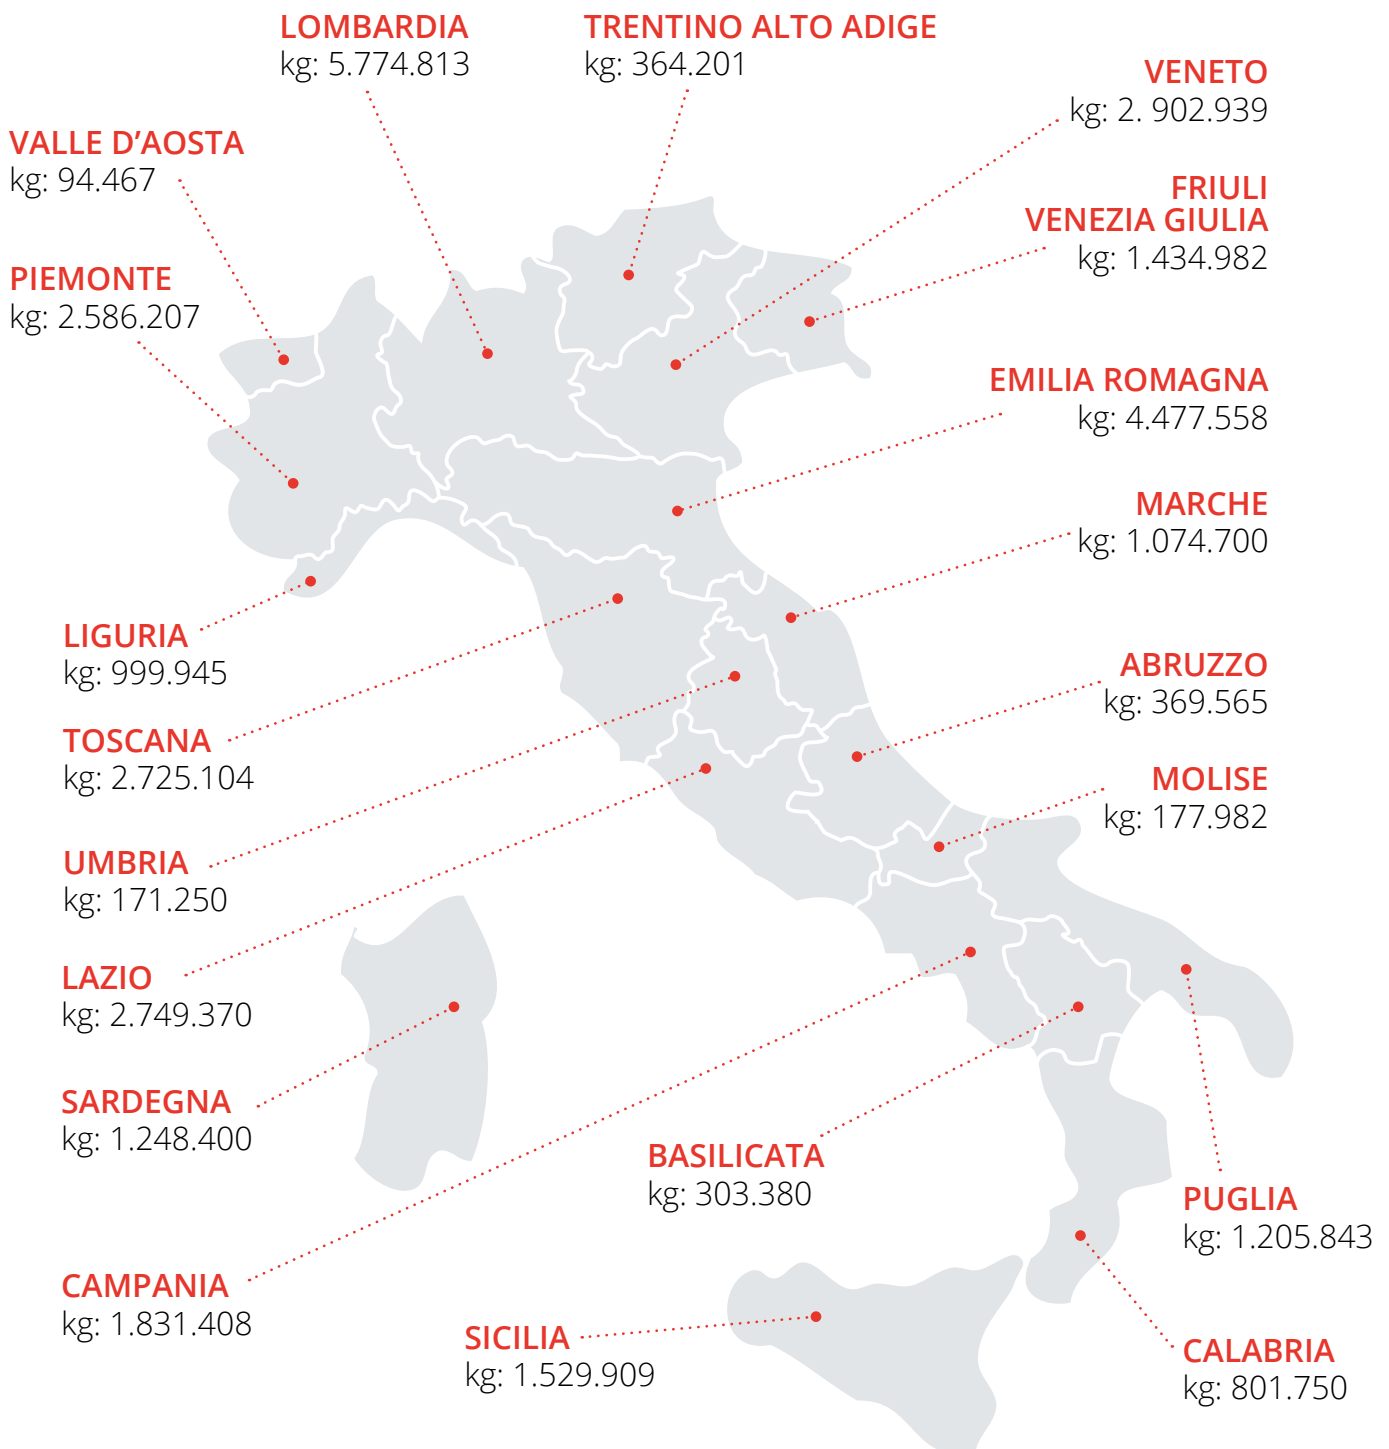 LOMBARDIA
kg: 5.774.813
TRENTINO ALTO ADIGE
kg: 364.201
VENETO
kg: 2. 902.939
VALLE D’AOSTA
kg: 94.467
FRIULI
VENEZIA GIULIA
kg: 1.434.982
PIEMONTE
kg: 2.586.207
EMILIA ROMAGNA
kg: 4.477.558
MARCHE
kg: 1.074.700
LIGURIA
kg: 999.945
ABRUZZO
kg: 369.565
TOSCANA
kg: 2.725.104
MOLISE
kg: 177.982
UMBRIA
kg: 171.250
LAZIO
kg: 2.749.370
SARDEGNA
kg: 1.248.400
BASILICATA
kg: 303.380
PUGLIA
kg: 1.205.843
CAMPANIA
kg: 1.831.408
SICILIA
kg: 1.529.909
CALABRIA
kg: 801.750